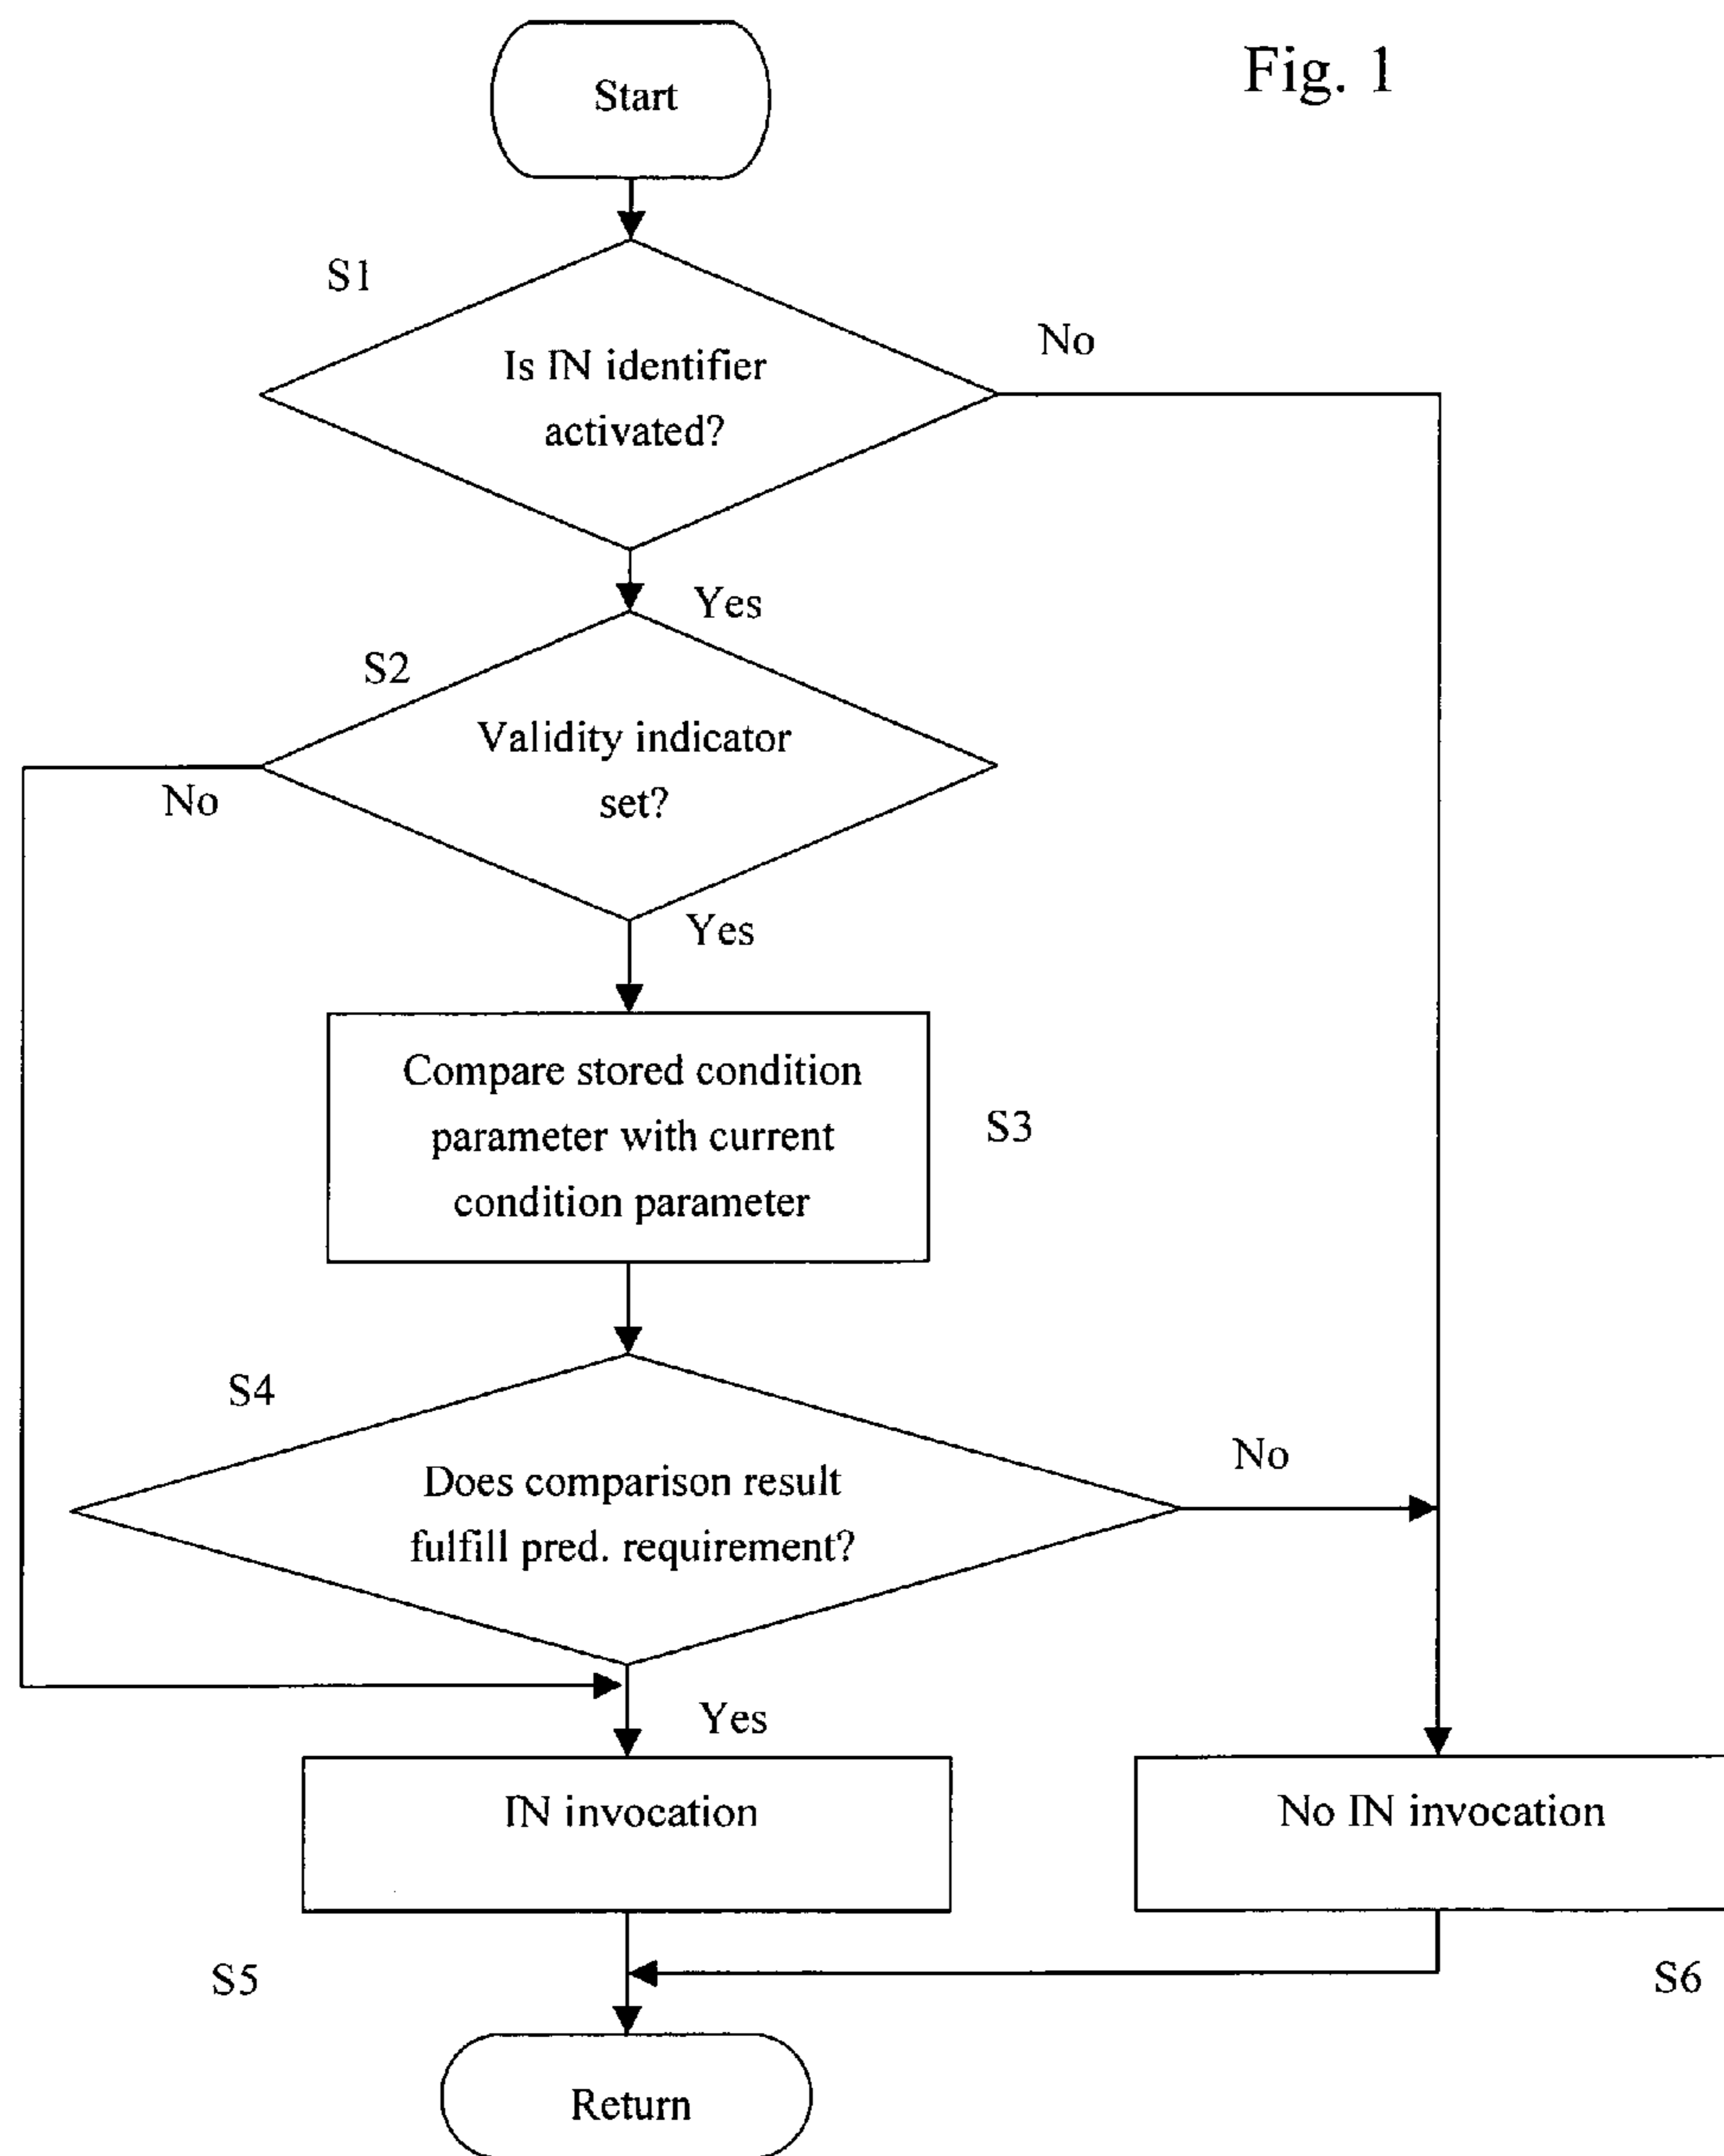 Fig. 1
Start
S1
No
Is IN identifier
activated?
Yes
S2
Validity indicator
set?
No
Yes
Compare stored condition
parameter with current
condition parameter
S3
S4
No
Does comparison result
fulfill pred. requirement?
Yes
IN invocation
No IN invocation
S5
S6
Return